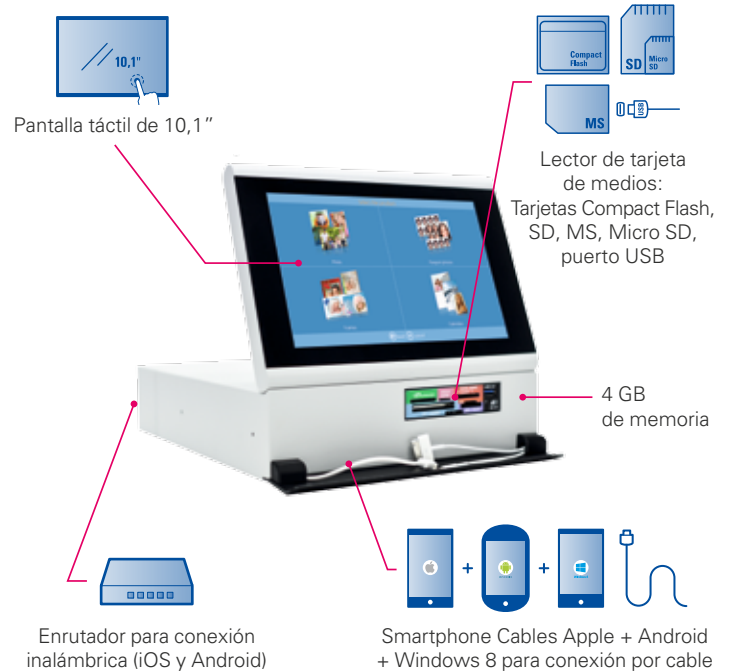 10,1"
Pantalla táctil de 10,1"
Compact
Flash
SD
Micro
SD
MS
USB
Lector de tarjeta
de medios:
Tarjetas Compact Flash,
SD, MS, Micro SD,
puerto USB
4 GB
de memoria
Enrutador para conexión
inalámbrica (iOS y Android)
+
+
Smartphone Cables Apple + Android
+ Windows 8 para conexión por cable